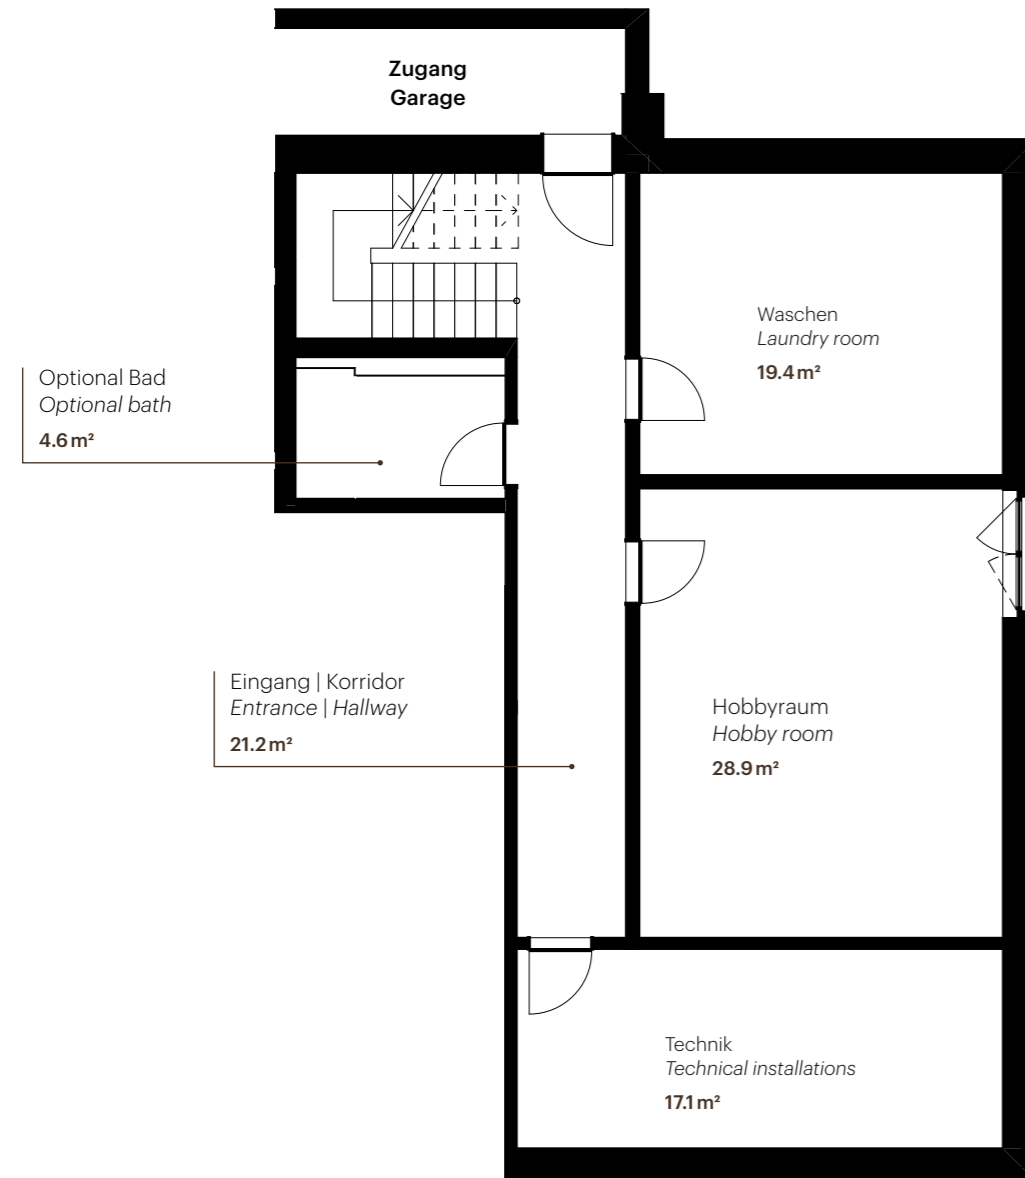 Zugang
Garage
Waschen
Laundry room
19.4 m²
Optional Bad
Optional bath
4.6 m²
Eingang | Korridor
Entrance | Hallway
21.2 m²
Hobbyraum
Hobby room
28.9 m²
Technik
Technical installations
17.1 m²